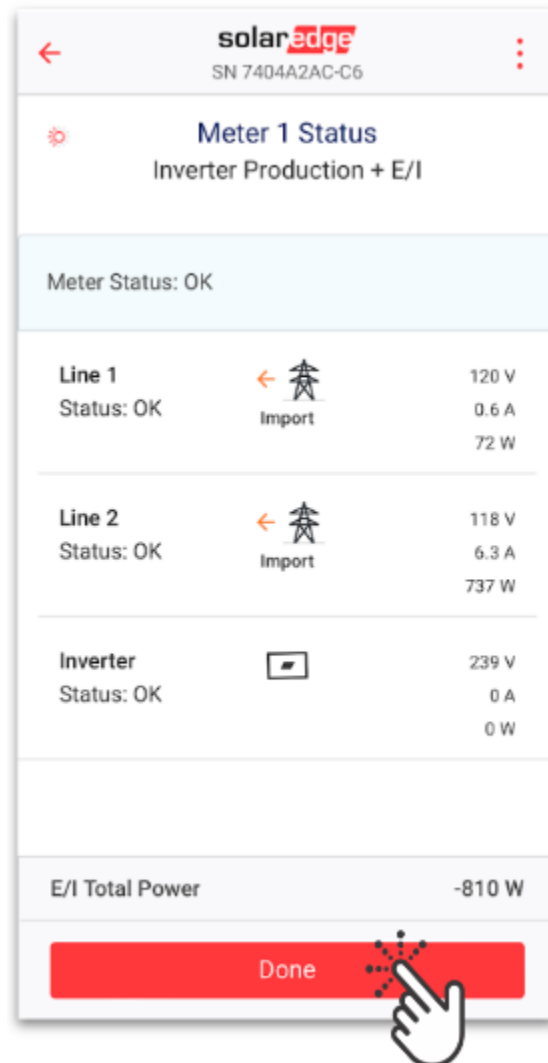 solaredge
SN 7404A2AC-C6
Meter 1 Status
Inverter Production + E/I
Meter Status: OK
Line 1
Status: OK
Import
120 V
0.6 A
72 W
Line 2
Status: OK
Import
118 V
6.3 A
737 W
Inverter
Status: OK
239 V
0 A
0 W
E/I Total Power -810 W
Done